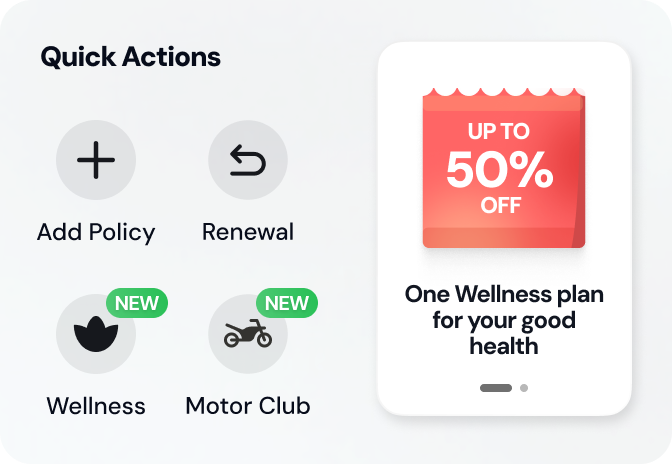 Quick Actions
Add Policy
Renewal
NEW
NEW
Wellness
Motor Club
UP TO
50%
OFF
One Wellness plan
for your good
health